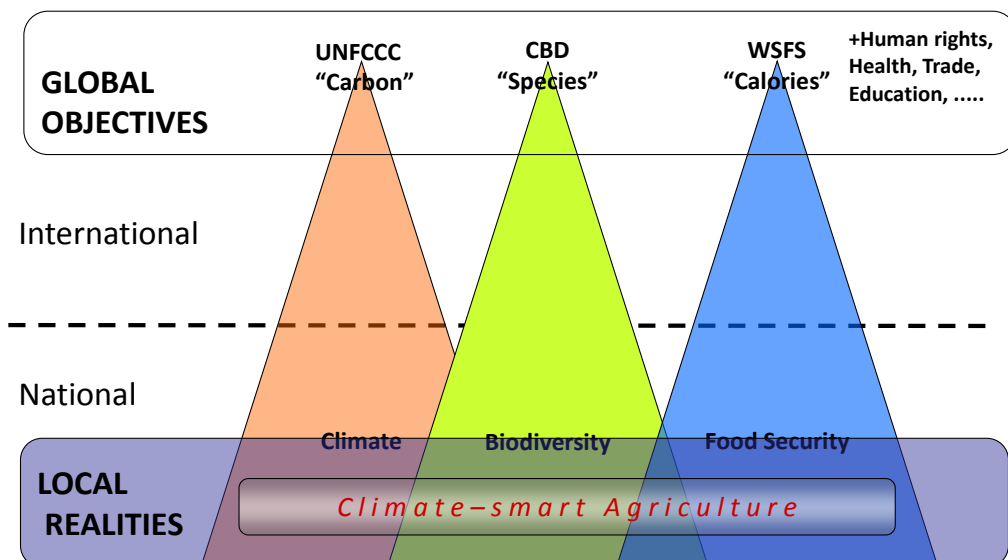 GLOBAL
OBJECTIVES
UNFCCC
“Carbon”
CBD
“Species”
WSFS
“Calories”
+Human rights,
Health, Trade,
Education, .....
International
National
Climate
Biodiversity
Food Security
LOCAL
REALITIES
Climate–smart Agriculture